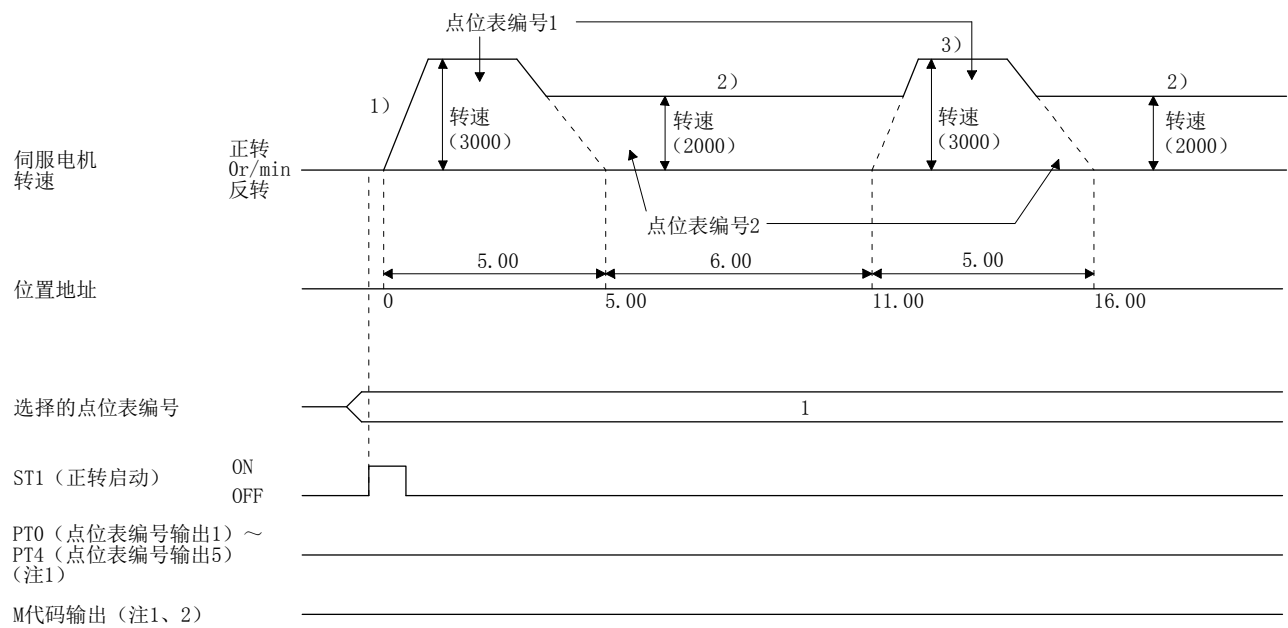 点位表编号1
3）
1）
2）
2）
转速
（3000）
转速
（2000）
转速
（3000）
转速
（2000）
伺服电机
转速
正转
0r/min
反转
点位表编号2
5.00
6.00
5.00
位置地址
0
5.00
11.00
16.00
选择的点位表编号
1
ST1（正转启动）
ON
OFF
PT0（点位表编号输出1）～
PT4（点位表编号输出5）
（注1）
M代码输出（注1、2）